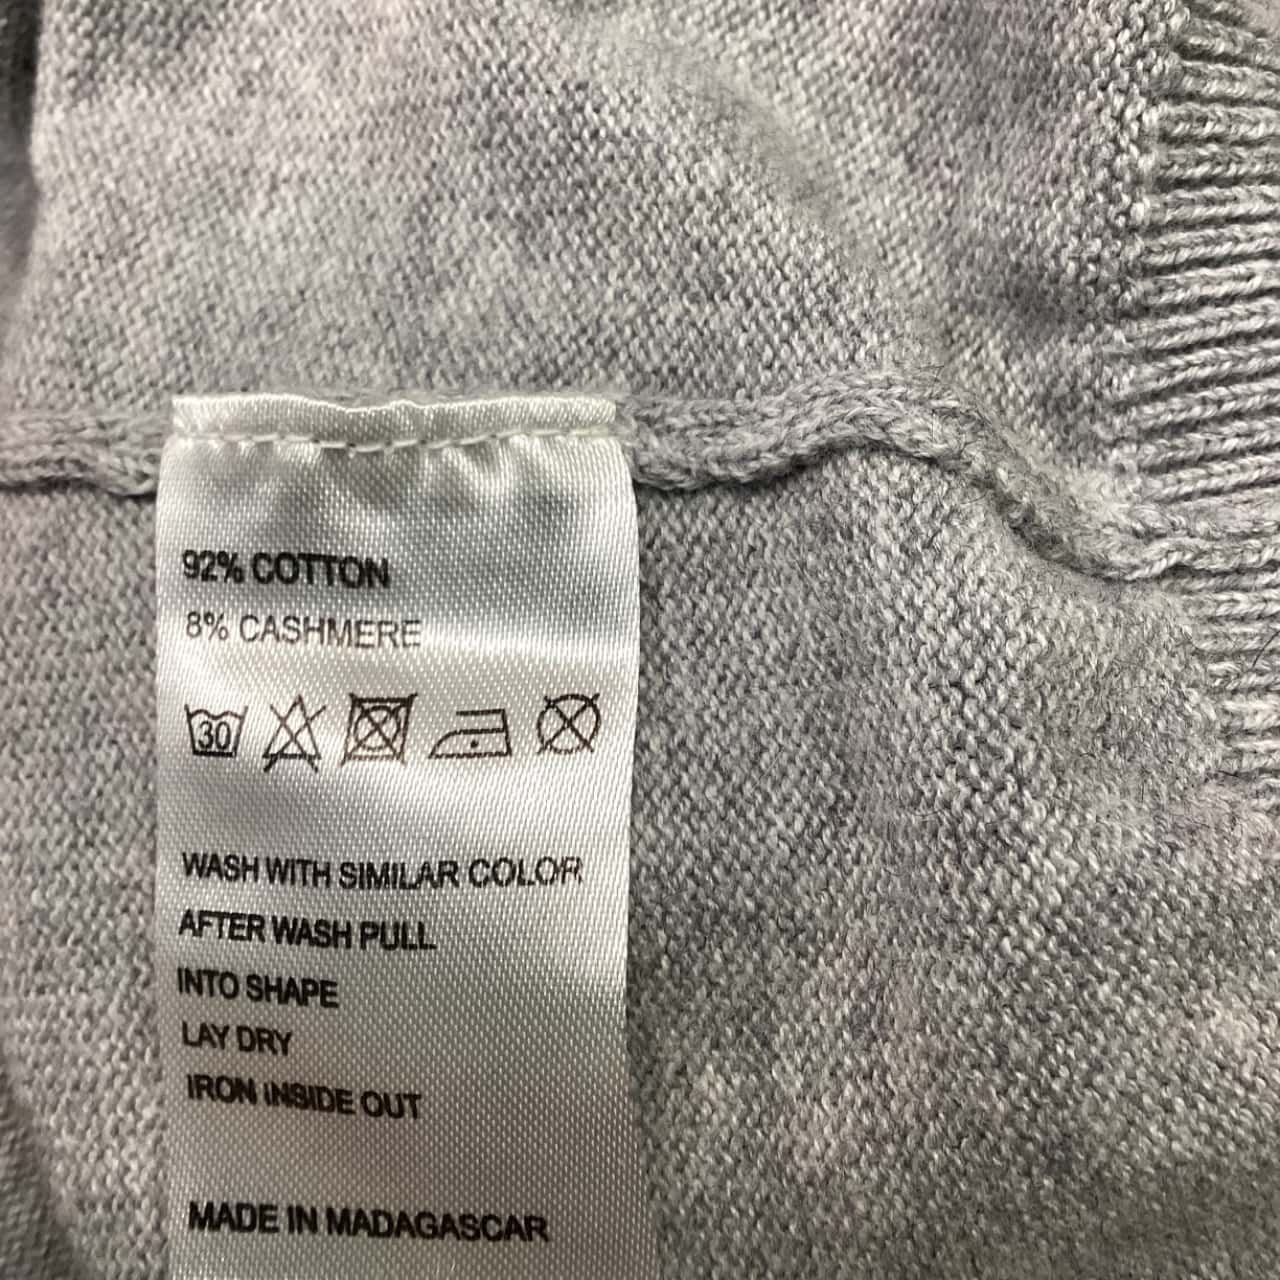 92% COTTON
8% CASHMERE
30
WASH WITH SIMILAR COLOR
AFTER WASH PULL
INTO SHAPE
LAY DRY
IRON INSIDE OUT
MADE IN MADAGASCAR